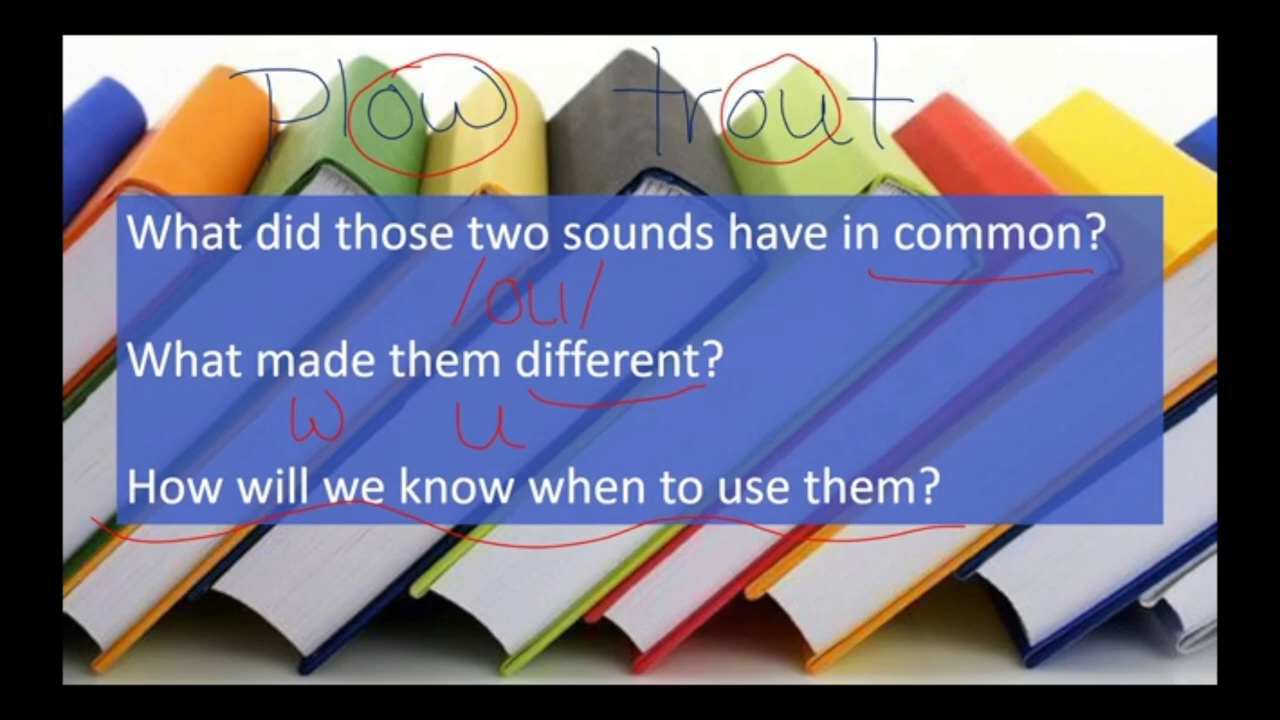 Plow trout
What did those two sounds have in common?
/ou/
What made them different?
w u
How will we know when to use them?